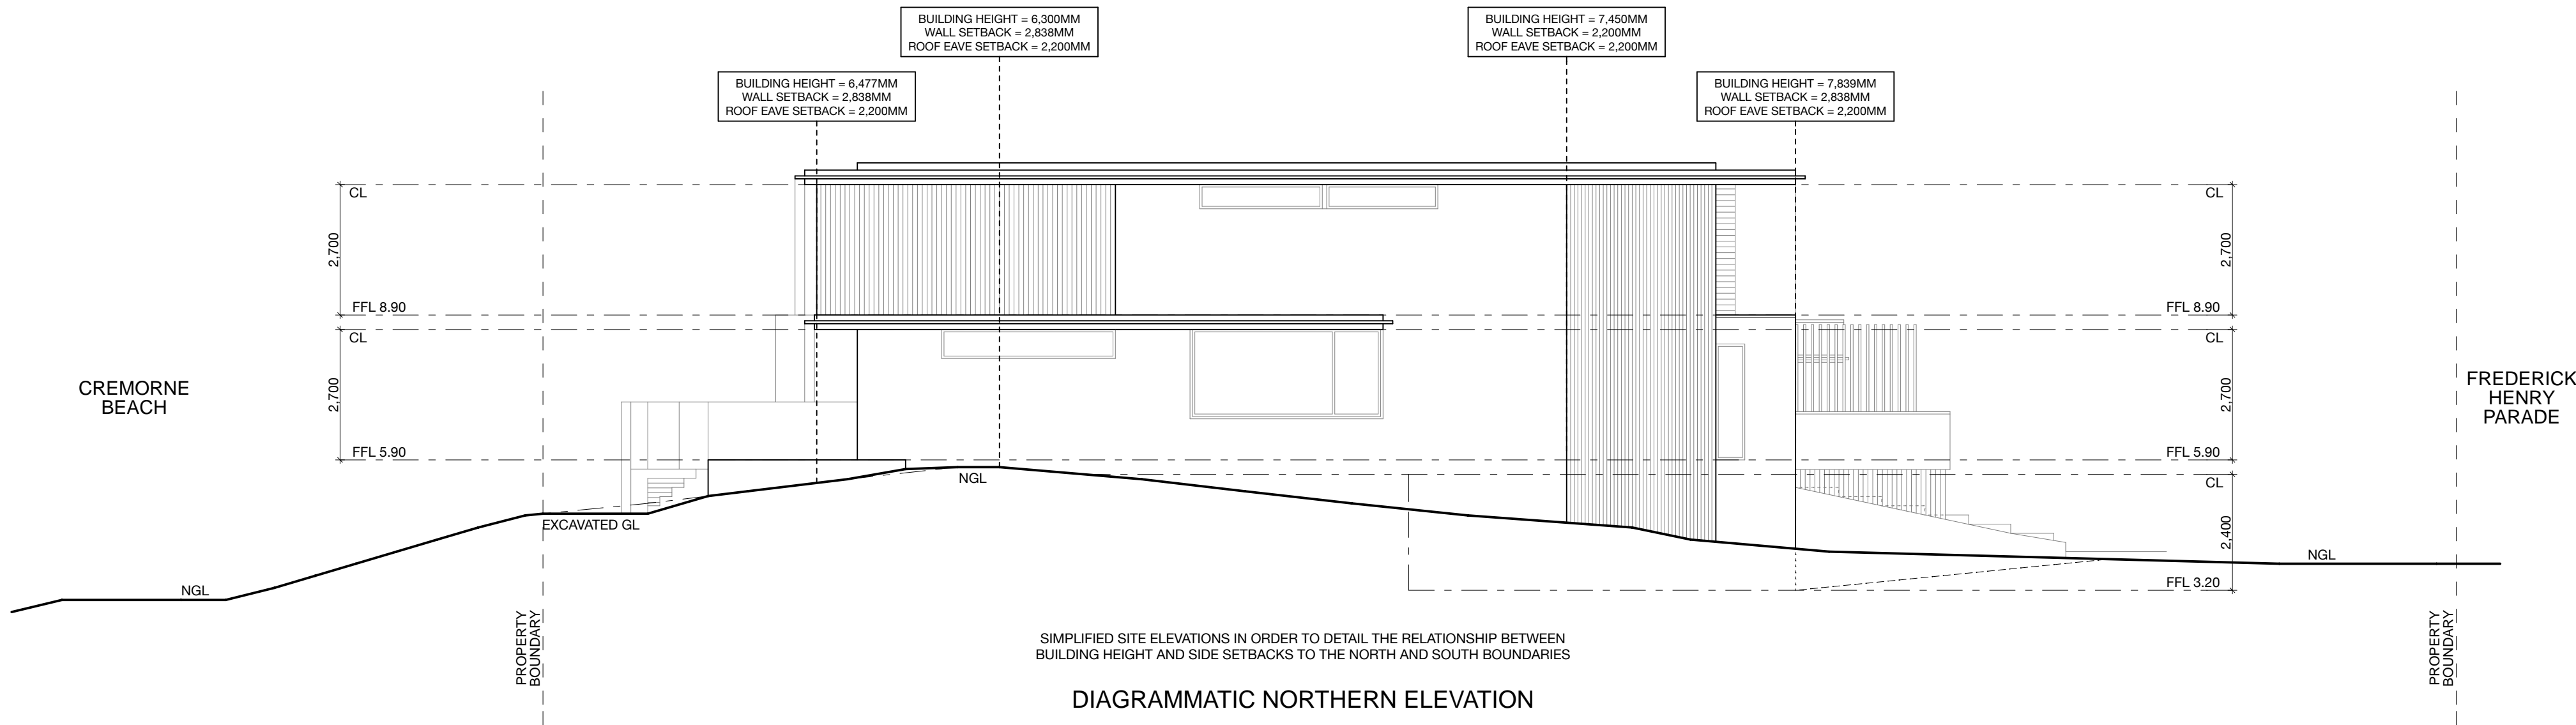 BUILDING HEIGHT = 6,300MM
WALL SETBACK = 2,838MM
ROOF EAVE SETBACK = 2,200MM
BUILDING HEIGHT = 7,450MM
WALL SETBACK = 2,200MM
ROOF EAVE SETBACK = 2,200MM
BUILDING HEIGHT = 6,477MM
WALL SETBACK = 2,838MM
ROOF EAVE SETBACK = 2,200MM
BUILDING HEIGHT = 7,839MM
WALL SETBACK = 2,838MM
ROOF EAVE SETBACK = 2,200MM
CL
2,700
FFL 8.90
CL
2,700
FFL 5.90
CREMORNE
BEACH
CL
2,700
FFL 8.90
CL
2,700
FFL 5.90
CL
2,400
FFL 3.20
FREDERICK
HENRY
PARADE
NGL
EXCAVATED GL
NGL
NGL
PROPERTY
BOUNDARY
PROPERTY
BOUNDARY
SIMPLIFIED SITE ELEVATIONS IN ORDER TO DETAIL THE RELATIONSHIP BETWEEN
BUILDING HEIGHT AND SIDE SETBACKS TO THE NORTH AND SOUTH BOUNDARIES
DIAGRAMMATIC NORTHERN ELEVATION